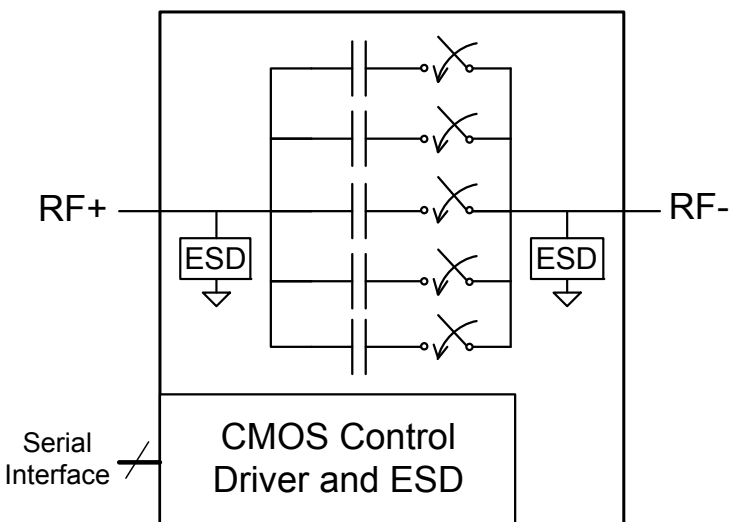 RF+
RF-
ESD
ESD
Serial
Interface
CMOS Control
Driver and ESD